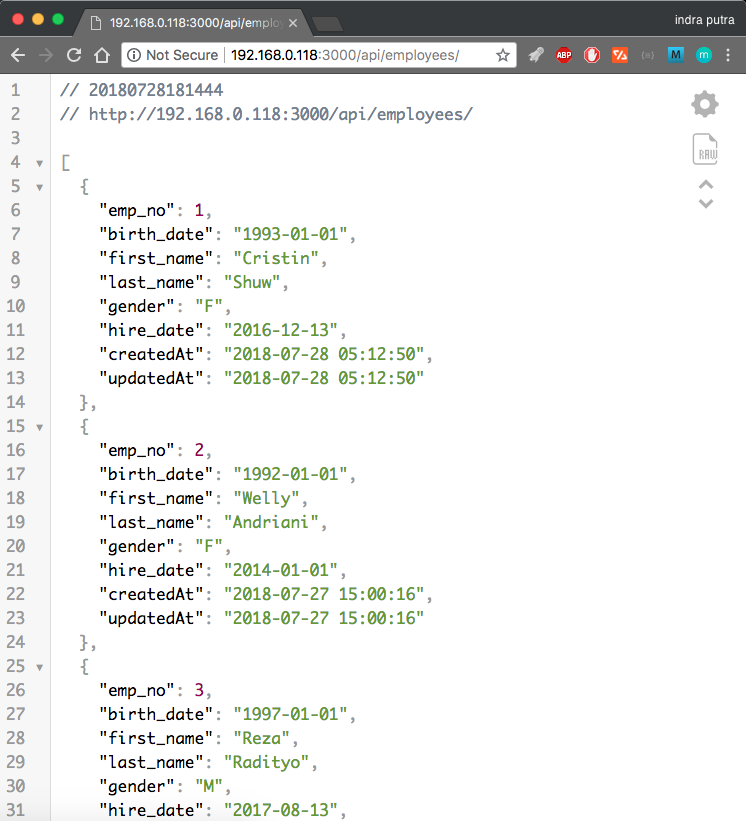 indra putra
192.168.0.118:3000/api/emplo
Not Secure 192.168.0.118:3000/api/employees/ ABP M m
1 // 20180728181444
2 // http://192.168.0.118:3000/api/employees/
RAW
3
4 [
5 {
6 "emp_no": 1,
7 "birth_date": "1993-01-01",
8 "first_name": "Cristin",
9 "last_name": "Shuw",
10 "gender": "F",
11 "hire_date": "2016-12-13",
12 "createdAt": "2018-07-28 05:12:50",
13 "updatedAt": "2018-07-28 05:12:50"
14 },
15 {
16 "emp_no": 2,
17 "birth_date": "1992-01-01",
18 "first_name": "Welly",
19 "last_name": "Andriani",
20 "gender": "F",
21 "hire_date": "2014-01-01",
22 "createdAt": "2018-07-27 15:00:16",
23 "updatedAt": "2018-07-27 15:00:16"
24 },
25 {
26 "emp_no": 3,
27 "birth_date": "1997-01-01",
28 "first_name": "Reza",
29 "last_name": "Radityo",
30 "gender": "M",
31 "hire_date": "2017-08-13",